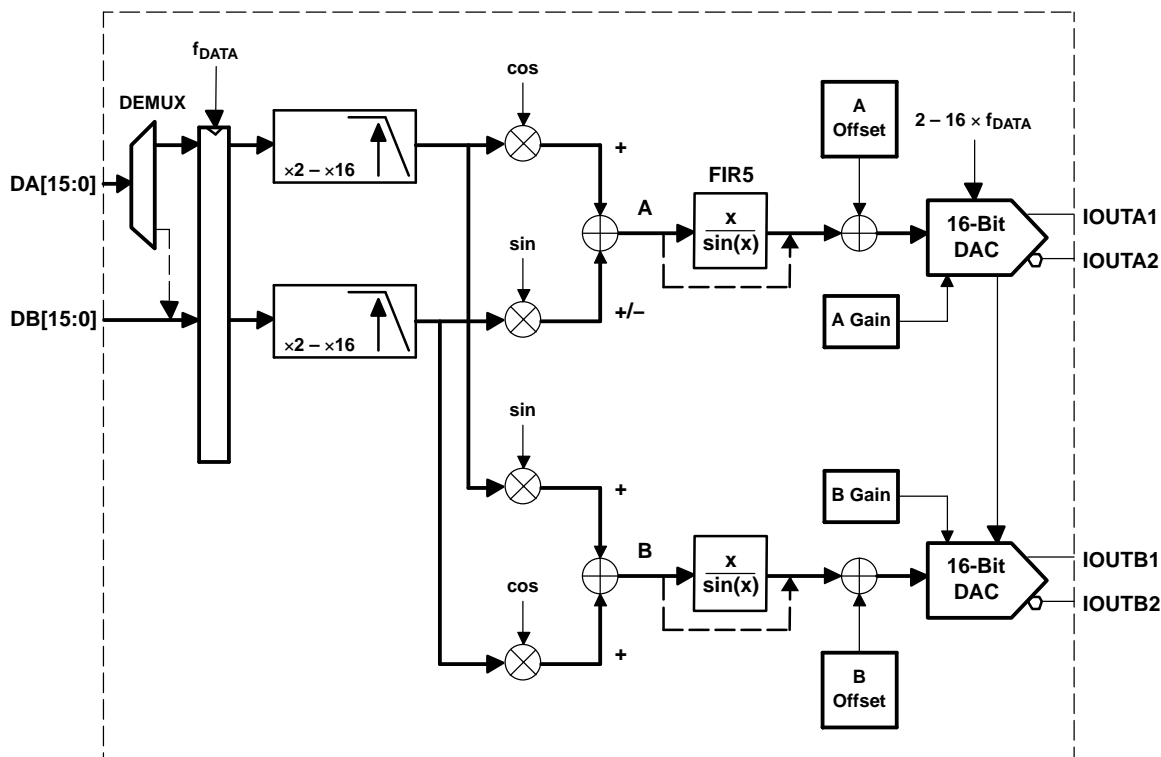 fDATA
DEMUX
DA[15:0]
DB[15:0]
×2 – ×16
×2 – ×16
cos
+
sin
+/–
A
FIR5
x
sin(x)
A
Offset
2 – 16 × fDATA
16-Bit
DAC
IOUTA1
IOUTA2
A Gain
sin
+
cos
+
B
x
sin(x)
B Gain
16-Bit
DAC
IOUTB1
IOUTB2
B
Offset